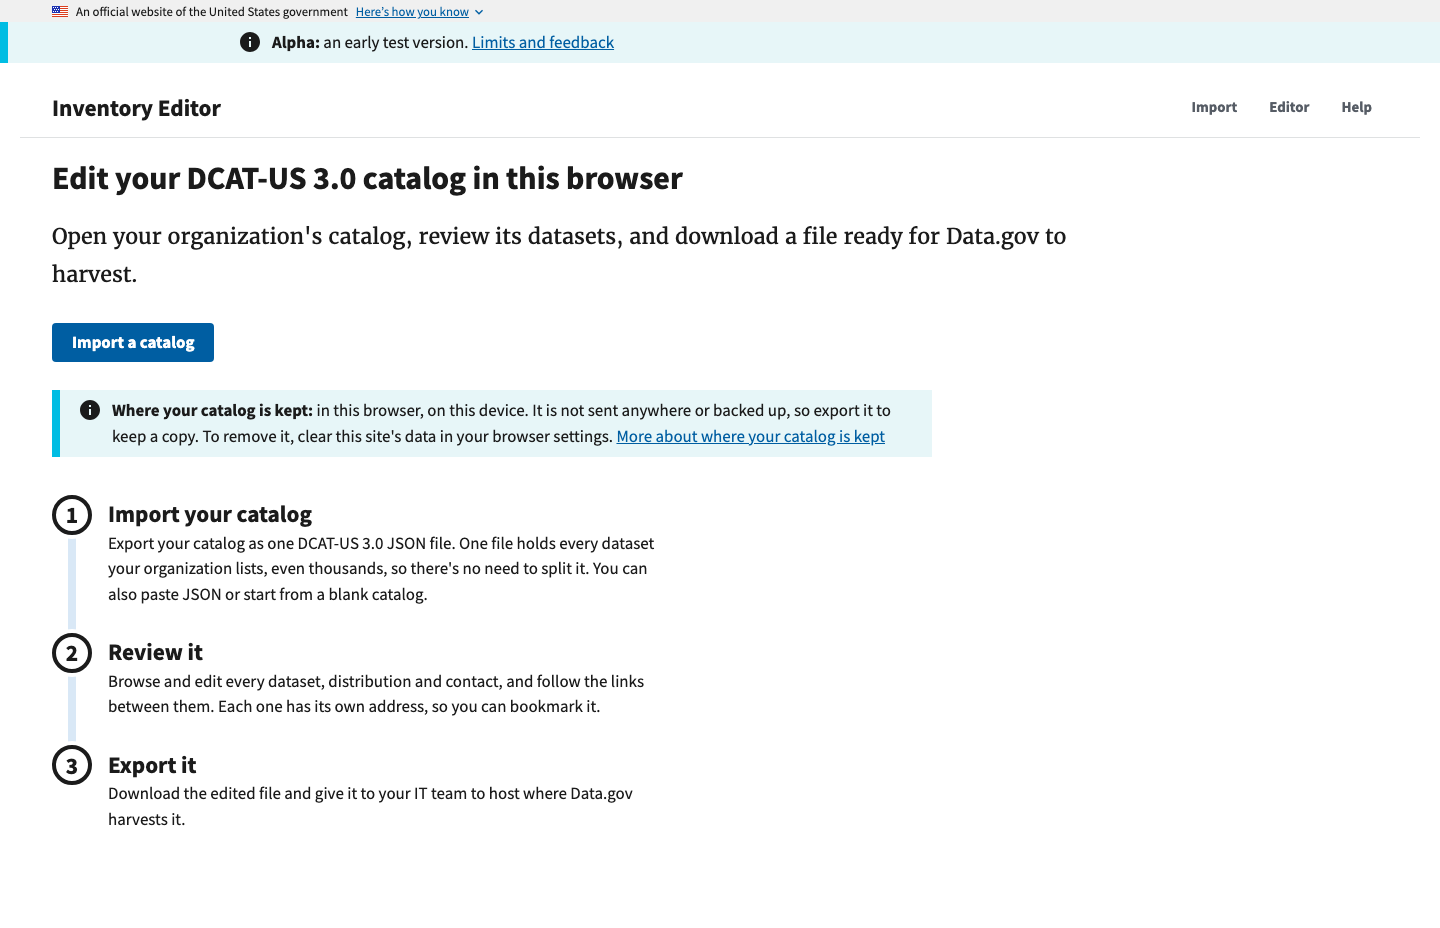 An official website of the United States government Here's how you know
Alpha: an early test version. Limits and feedback
Inventory Editor
Import Editor Help
Edit your DCAT-US 3.0 catalog in this browser
Open your organization's catalog, review its datasets, and download a file ready for Data.gov to
harvest.
Import a catalog
Where your catalog is kept: in this browser, on this device. It is not sent anywhere or backed up, so export it to
keep a copy. To remove it, clear this site's data in your browser settings. More about where your catalog is kept
1 Import your catalog
Export your catalog as one DCAT-US 3.0 JSON file. One file holds every dataset
your organization lists, even thousands, so there's no need to split it. You can
also paste JSON or start from a blank catalog.
2 Review it
Browse and edit every dataset, distribution and contact, and follow the links
between them. Each one has its own address, so you can bookmark it.
3 Export it
Download the edited file and give it to your IT team to host where Data.gov
harvests it.